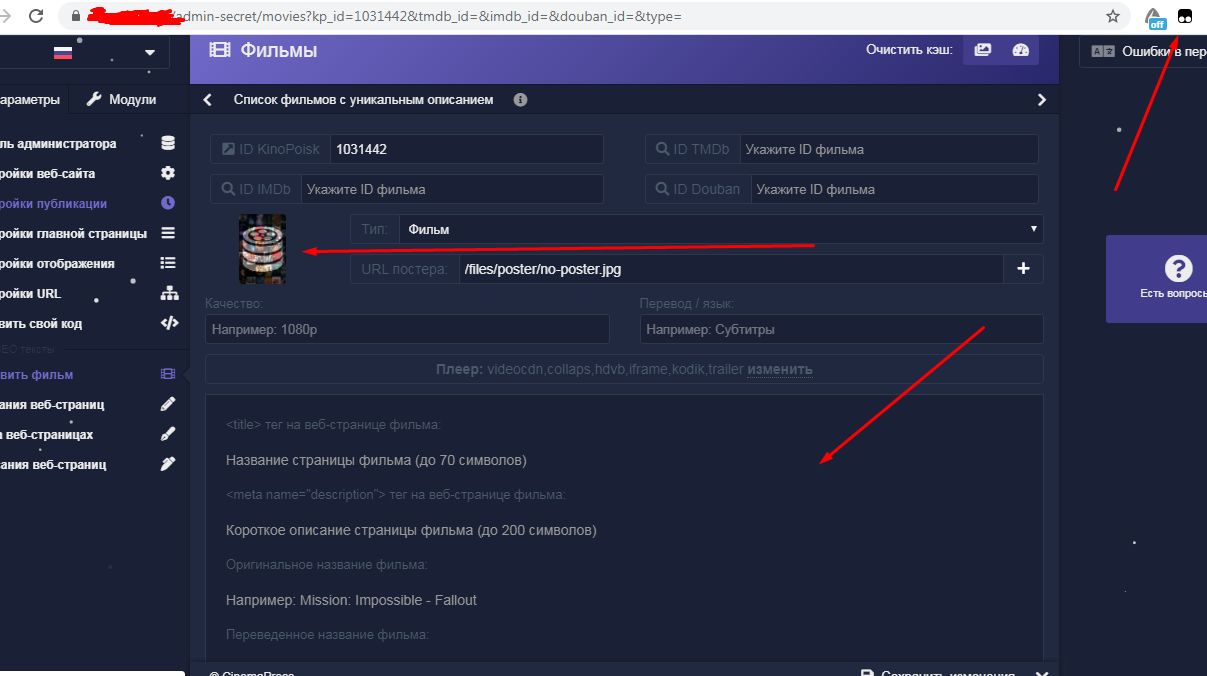 dmin-secret/movies?kp_id=1031442&tmdb_id=&imdb_id=&douban_id=&type=
off
Фильмы
Очистить кэш:
Ошибки в пер
араметры
Модули
Список фильмов с уникальным описанием
ль администратора
ройки веб-сайта
ройки публикации
ройки главной страницы
ройки отображения
ройки URL
вить свой код
SEO тексты
вить фильм
ания веб-страниц
а веб-страницах
сания веб-страниц
ID KinoPoisk 1031442
ID TMDb Укажите ID фильма
ID IMDb Укажите ID фильма
ID Douban Укажите ID фильма
Тип: Фильм
URL постера: /files/poster/no-poster.jpg
Качество:
Перевод / язык:
Например: 1080p
Например: Субтитры
Плеер: videocdn,collaps,hdvb,iframe,kodik,trailer изменить
<title> тег на веб-странице фильма:
Название страницы фильма (до 70 символов)
<meta name="description"> тег на веб-странице фильма:
Короткое описание страницы фильма (до 200 символов)
Оригинальное название фильма:
Например: Mission: Impossible - Fallout
Переведенное название фильма:
© CinemaPress
Сохранить изменения
Есть вопрось